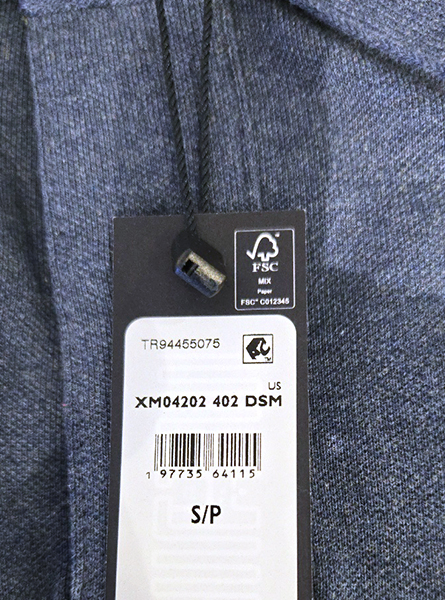 FSC
MIX
Paper
FSC® C012345
TR94455075
US
XM04202 402 DSM
1 97735 64115
S/P